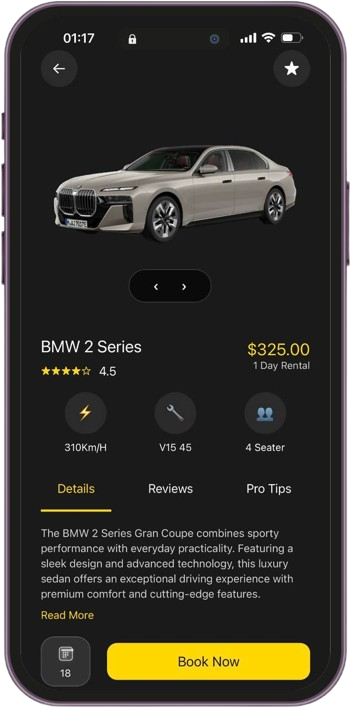 01:17
BMW 2 Series
$325.00
4.5
1 Day Rental
310Km/H
V15 45
4 Seater
Details
Reviews
Pro Tips
The BMW 2 Series Gran Coupe combines sporty
performance with everyday practicality. Featuring a
sleek design and advanced technology, this luxury
sedan offers an exceptional driving experience with
premium comfort and cutting-edge features.
Read More
18
Book Now